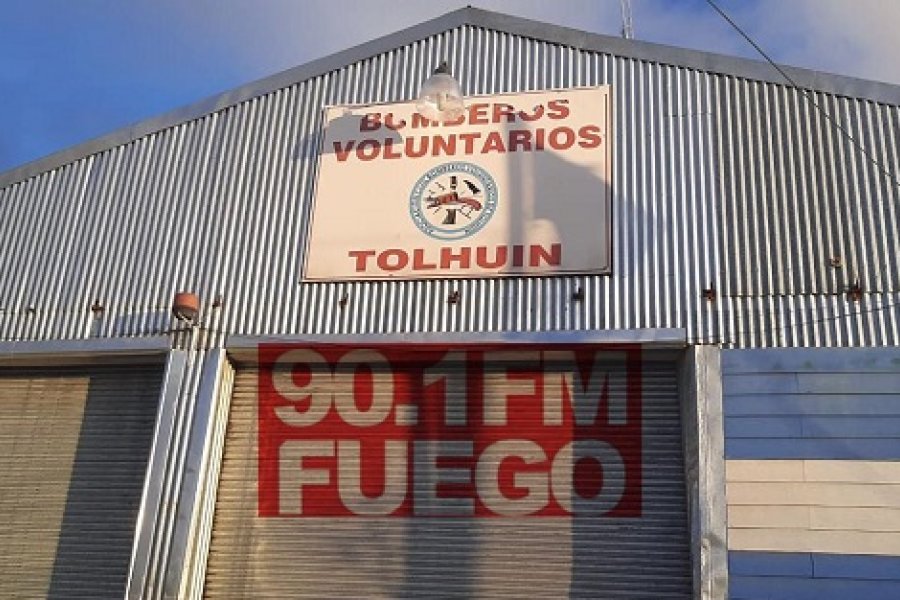 BOMBEROS
VOLUNTARIOS
TOLHUIN
90.1FM
FUEGO